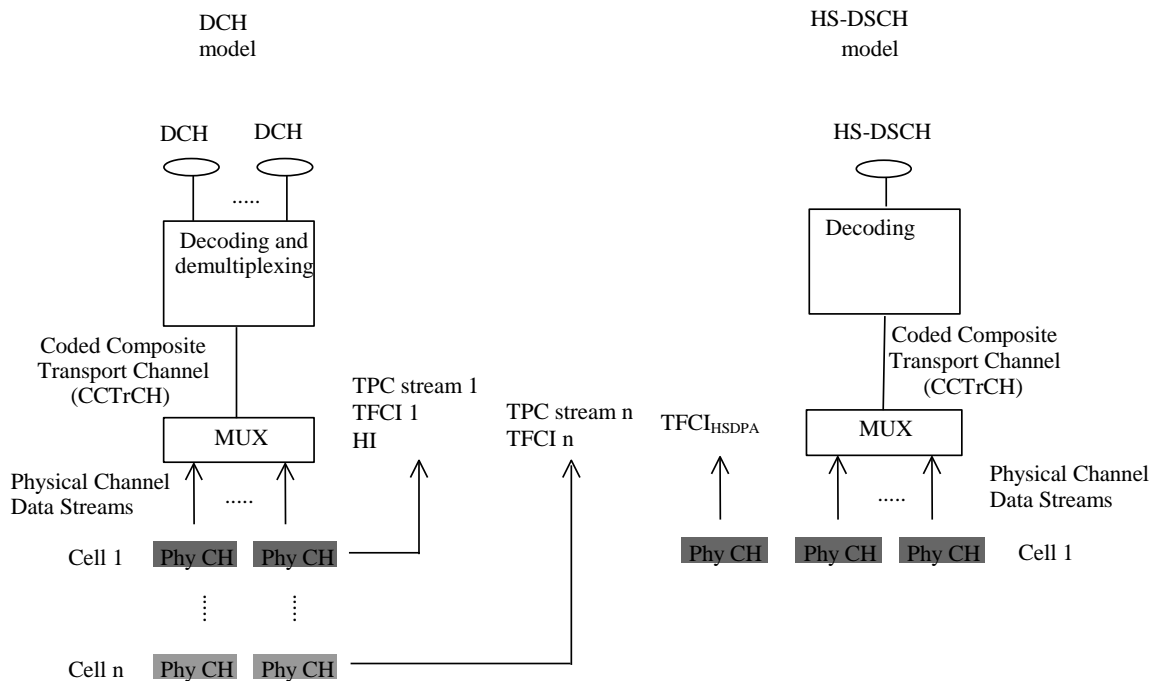 DCH
model
HS-DSCH
model
DCH
DCH
HS-DSCH
.....
Decoding and
demultiplexing
Decoding
Coded Composite
Transport Channel
(CCTrCH)
Coded Composite
Transport Channel
(CCTrCH)
TPC stream 1
TFCI 1
HI
TPC stream n
TFCI n
TFCI HSDPA
MUX
MUX
Physical Channel
Data Streams
.....
.....
Physical Channel
Data Streams
Cell 1
Phy CH
Phy CH
Phy CH
Phy CH
Phy CH
Cell 1
Cell n
Phy CH
Phy CH